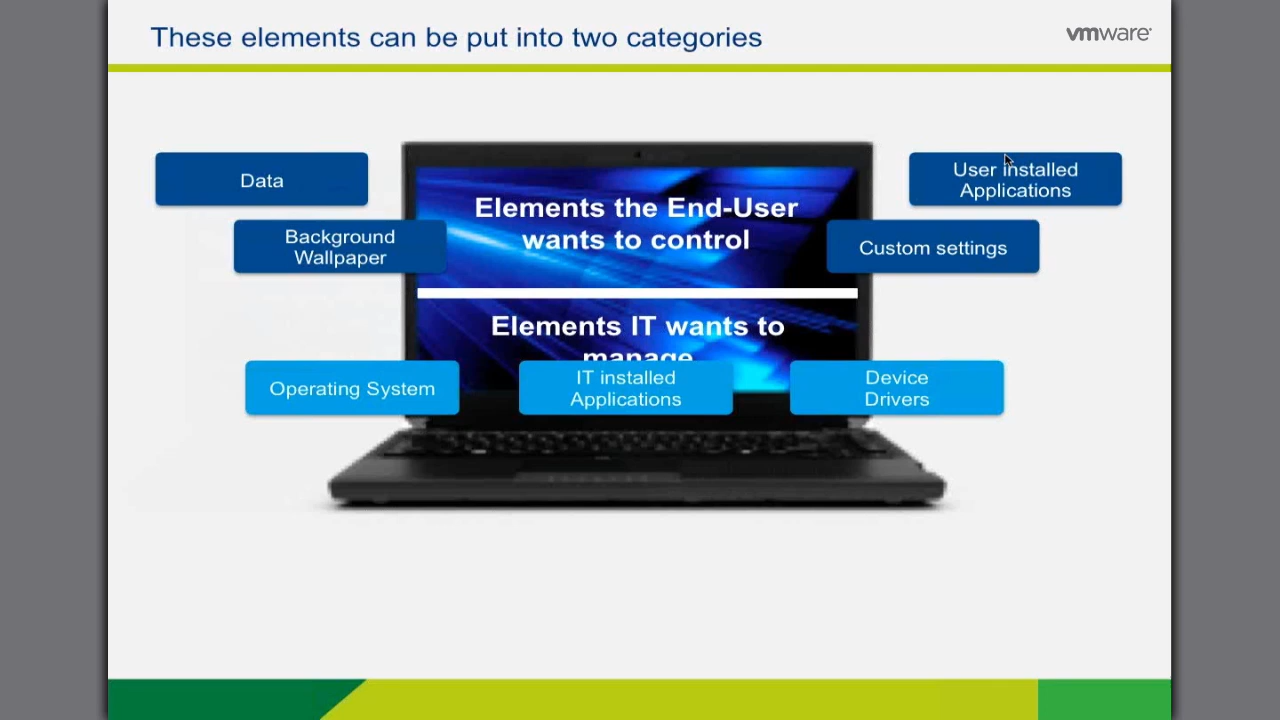 These elements can be put into two categories
vmware
Data
User installed
Applications
Elements the End-User
wants to control
Background
Wallpaper
Custom settings
Elements IT wants to
manage
Operating System
IT installed
Applications
Device
Drivers